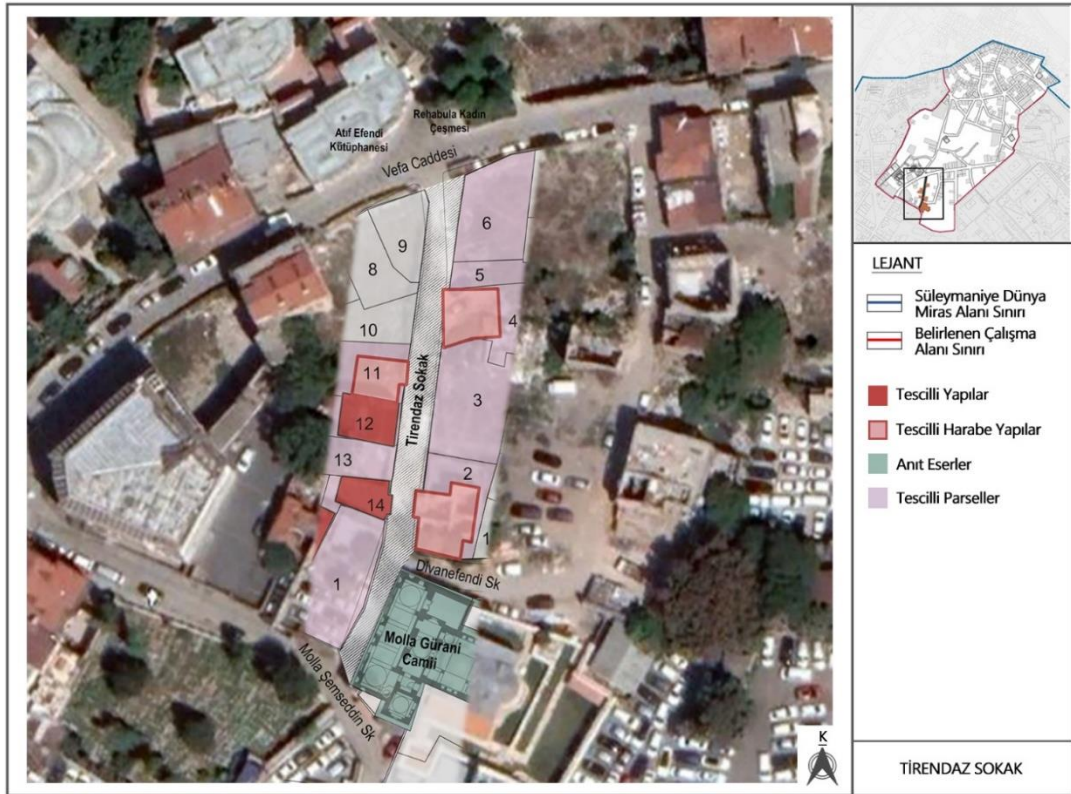 Atıf Efendi
Kütüphanesi
Rehabula Kadın
Çeşmesi
Vefa Caddesi
6
9
8
5
4
10
Tirendaz Sokak
11
3
12
13
2
14
1
Divanefendi Sk
1
Molla Gürani
Camii
Molla Şemseddin Sk
K
LEJANT
Süleymaniye Dünya
Miras Alanı Sınırı
Belirlenen Çalışma
Alanı Sınırı
Tescilli Yapılar
Tescilli Harabe Yapılar
Anıt Eserler
Tescilli Parseller
TİRENDAZ SOKAK